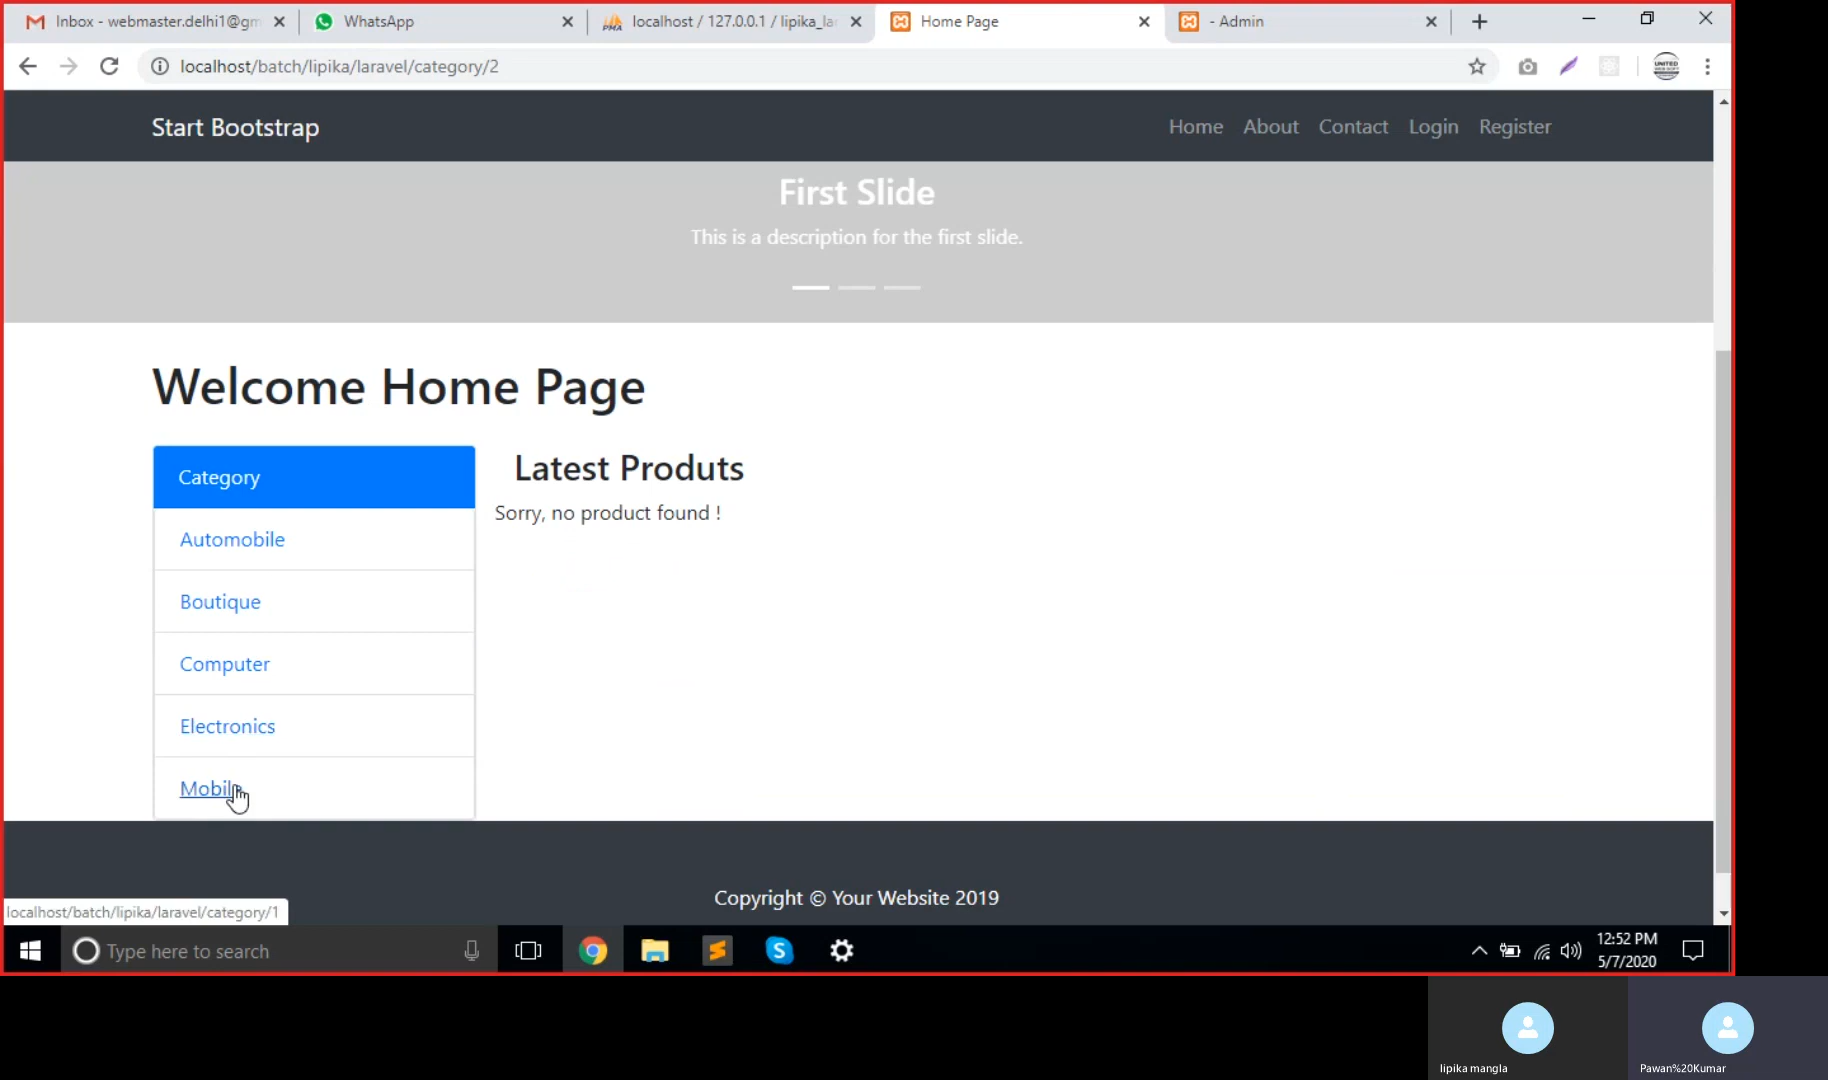 Inbox - webmaster.delhi1@gm
WhatsApp
localhost / 127.0.0.1 / lipika_la
Home Page
- Admin
localhost/batch/lipika/laravel/category/2
Start Bootstrap
Home About Contact Login Register
First Slide
This is a description for the first slide.
Welcome Home Page
Category
Automobile
Boutique
Computer
Electronics
Mobile
Latest Produts
Sorry, no product found !
Copyright © Your Website 2019
localhost/batch/lipika/laravel/category/1
Type here to search
12:52 PM
5/7/2020
lipika mangla
Pawan%20Kumar